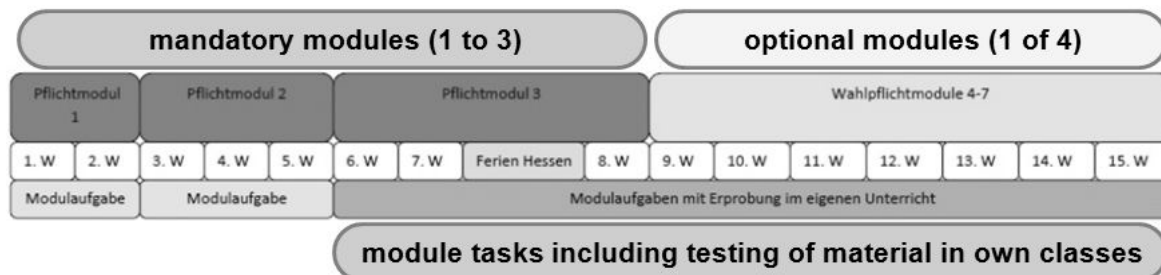 mandatory modules (1 to 3)
optional modules (1 of 4)
Pflichtmodul
1
Pflichtmodul 2
Pflichtmodul 3
Wahlpflichtmodule 4-7
1. W
2. W
3. W
4. W
5. W
6. W
7. W
Ferien Hessen
8. W
9. W
10. W
11. W
12. W
13. W
14. W
15. W
Modulaufgabe
Modulaufgabe
Modulaufgaben mit Erprobung im eigenen Unterricht
module tasks including testing of material in own classes